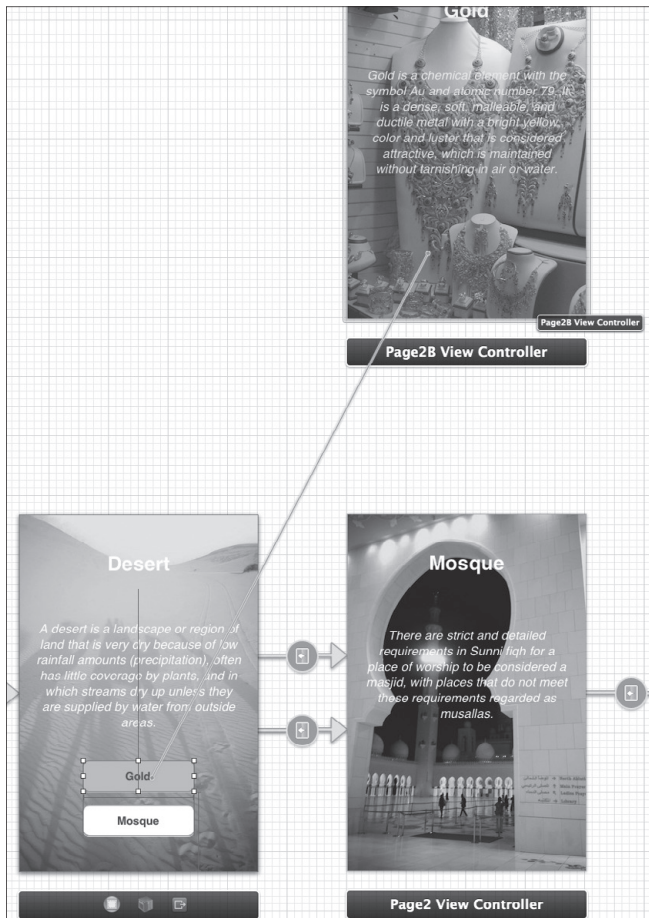 Gold
Gold is a chemical element with the
symbol Au and atomic number 79. It
is a dense, soft, malleable, and
ductile metal with a bright yellow
color and luster that is considered
attractive, which is maintained
without tarnishing in air or water.
Page2B View Controller
Page2B View Controller
Desert
A desert is a landscape or region of
land that is very dry because of low
rainfall amounts (precipitation), often
has little coverage by plants, and in
which streams dry up unless they
are supplied by water from outside
areas.
Gold
Mosque
Mosque
There are strict and detailed
requirements in Sunni fiqh for a
place of worship to be considered a
masjid, with places that do not meet
these requirements regarded as
musallas.
Page2 View Controller